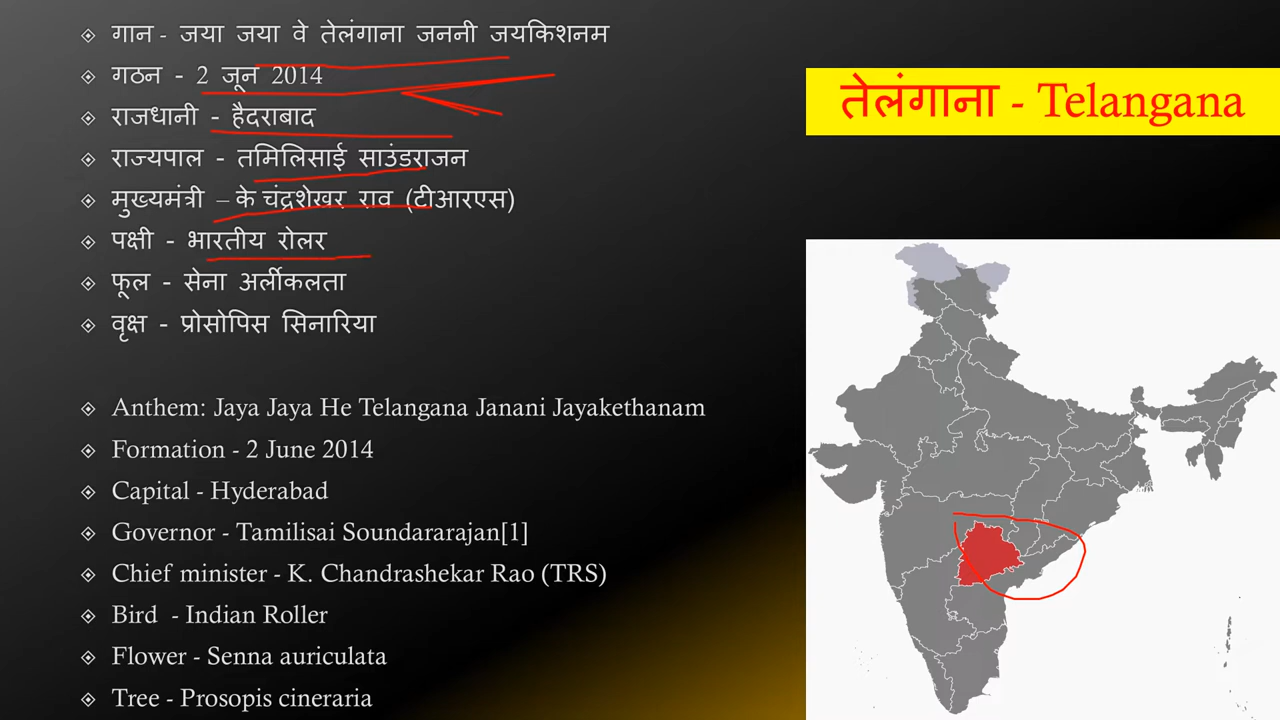 गान - जया जया वे तेलंगाना जननी जयकिशनम
गठन - 2 जून 2014
राजधानी - हैदराबाद
राज्यपाल - तमिलिसाई साउंडराजन
मुख्यमंत्री – के चंद्रशेखर राव (टीआरएस)
पक्षी - भारतीय रोलर
फूल - सेना अर्लीकलता
वृक्ष - प्रोसोपिस सिनारिया
Anthem: Jaya Jaya He Telangana Janani Jayakethanam
Formation - 2 June 2014
Capital - Hyderabad
Governor - Tamilisai Soundararajan[1]
Chief minister - K. Chandrashekar Rao (TRS)
Bird - Indian Roller
Flower - Senna auriculata
Tree - Prosopis cineraria
तेलंगाना - Telangana